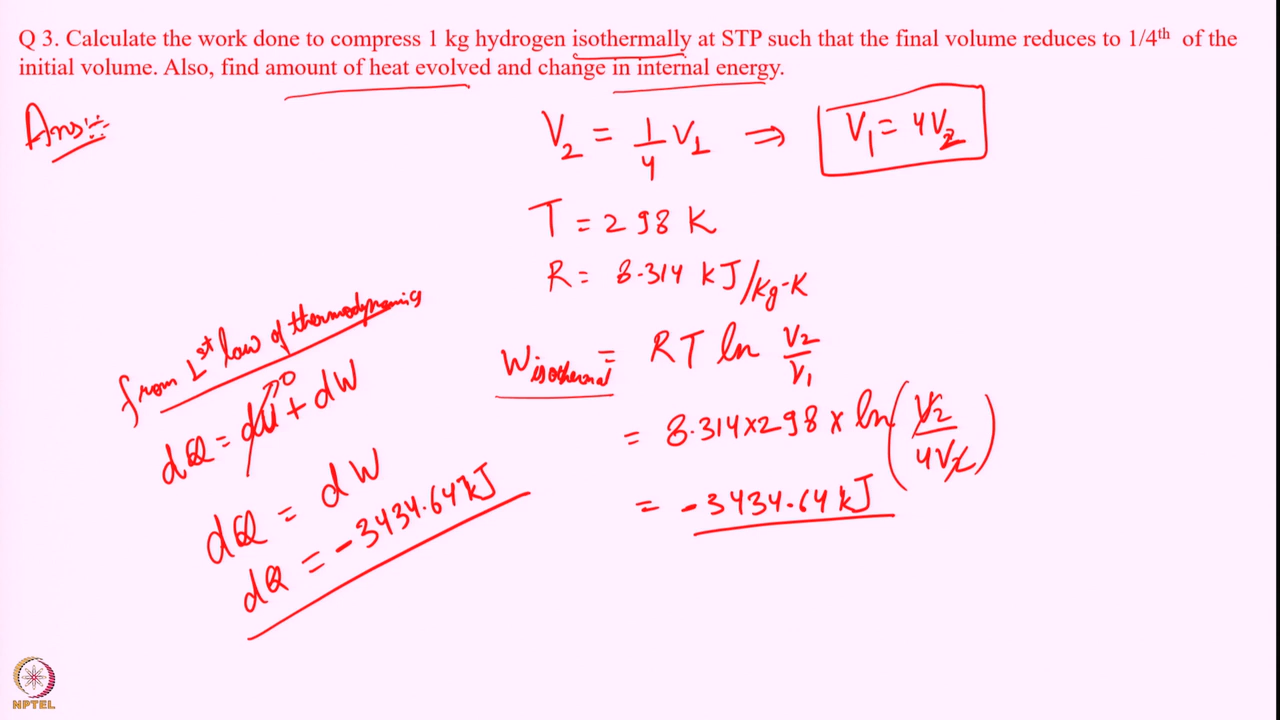 Q 3. Calculate the work done to compress 1 kg hydrogen isothermally at STP such that the final volume reduces to 1/4th of the
initial volume. Also, find amount of heat evolved and change in internal energy.
Ans:-
V₂ = 1/4 V₁ ⇒ V₁ = 4V₂
T = 298 K
R = 8.314 kJ/kg-K
W isothermal = RT ln V₂/V₁
= 8.314×298 × ln(V₂/4V₂)
= -3434.64 kJ
from 1st law of thermodynamics
dQ = du→0 + dW
dQ = dW
dQ = -3434.64 kJ
NPTEL